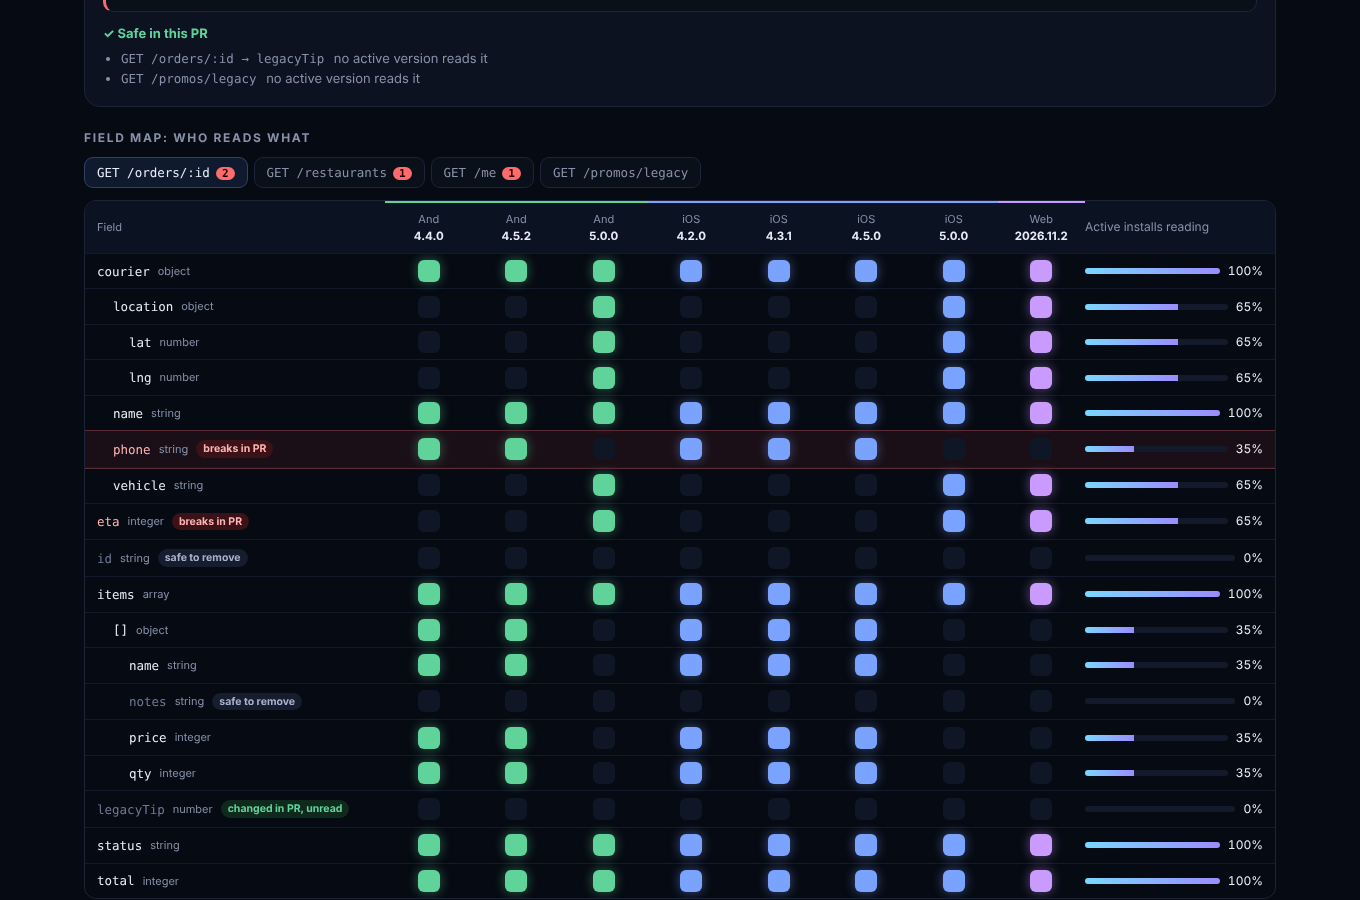 ✓ Safe in this PR
• GET /orders/:id → legacyTip no active version reads it
• GET /promos/legacy no active version reads it
FIELD MAP: WHO READS WHAT
GET /orders/:id 2 GET /restaurants 1 GET /me 1 GET /promos/legacy
Field And 4.4.0 And 4.5.2 And 5.0.0 iOS 4.2.0 iOS 4.3.1 iOS 4.5.0 iOS 5.0.0 Web 2026.11.2 Active installs reading
courier object 100%
location object 65%
lat number 65%
lng number 65%
name string 100%
phone string breaks in PR 35%
vehicle string 65%
eta integer breaks in PR 65%
id string safe to remove 0%
items array 100%
[] object 35%
name string 35%
notes string safe to remove 0%
price integer 35%
qty integer 35%
legacyTip number changed in PR, unread 0%
status string 100%
total integer 100%